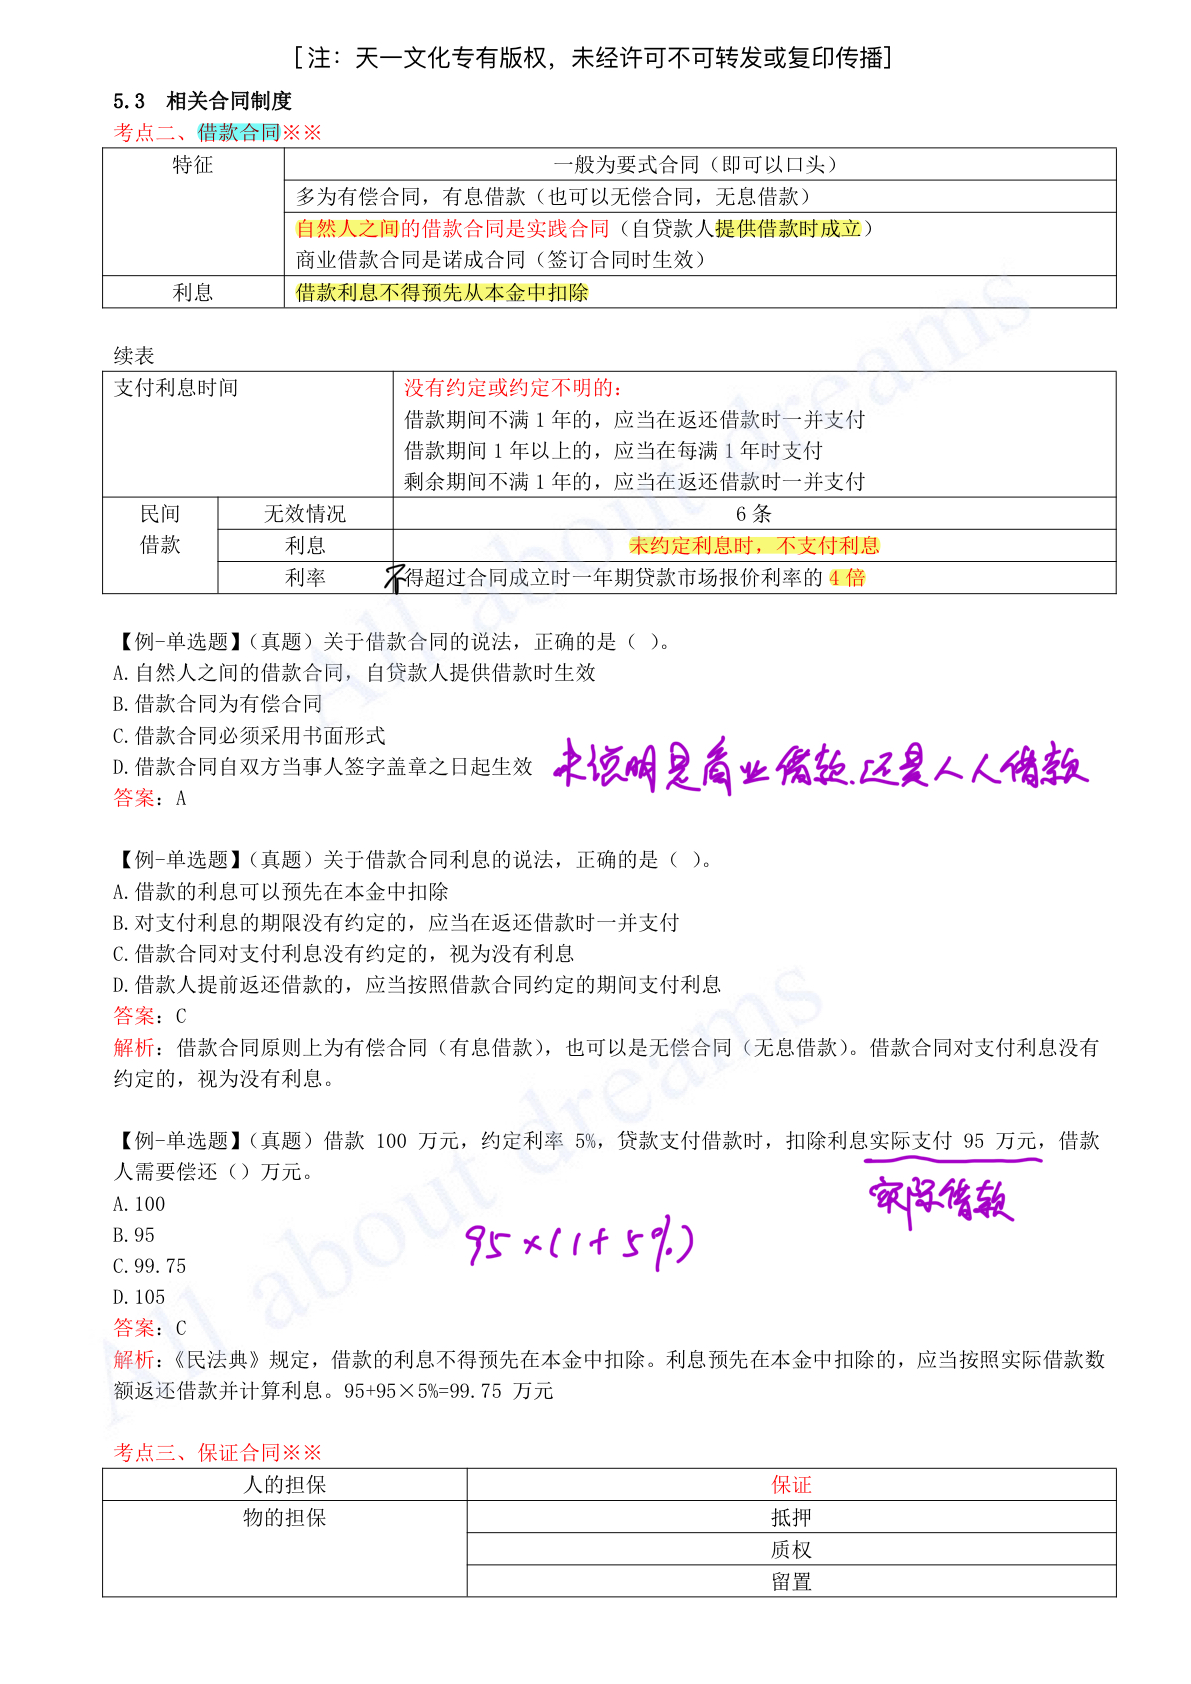 [注：天一文化专有版权，未经许可不可转发或复印传播]
5.3 相关合同制度
考点二、借款合同※※
特征
一般为要式合同（即可以口头）
多为有偿合同，有息借款（也可以无偿合同，无息借款）
自然人之间的借款合同是实践合同（自贷款人提供借款时成立）
商业借款合同是诺成合同（签订合同时生效）
利息
借款利息不得预先从本金中扣除
续表
支付利息时间
没有约定或约定不明的：
借款期间不满 1 年的，应当在返还借款时一并支付
借款期间 1 年以上的，应当在每满 1 年时支付
剩余期间不满 1 年的，应当在返还借款时一并支付
民间
借款
无效情况
6 条
利息
未约定利息时，不支付利息
利率
不得超过合同成立时一年期贷款市场报价利率的 4 倍
【例-单选题】（真题）关于借款合同的说法，正确的是（ ）。
A.自然人之间的借款合同，自贷款人提供借款时生效
B.借款合同为有偿合同
C.借款合同必须采用书面形式
D.借款合同自双方当事人签字盖章之日起生效
未说明是商业借款.还是人人借款
答案：A
【例-单选题】（真题）关于借款合同利息的说法，正确的是（ ）。
A.借款的利息可以预先在本金中扣除
B.对支付利息的期限没有约定的，应当在返还借款时一并支付
C.借款合同对支付利息没有约定的，视为没有利息
D.借款人提前返还借款的，应当按照借款合同约定的期间支付利息
答案：C
解析：借款合同原则上为有偿合同（有息借款），也可以是无偿合同（无息借款）。借款合同对支付利息没有
约定的，视为没有利息。
【例-单选题】（真题）借款 100 万元，约定利率 5%，贷款支付借款时，扣除利息实际支付 95 万元，借款
人需要偿还（）万元。
实际借款
A.100
B.95
95×(1+5%)
C.99.75
D.105
答案：C
解析：《民法典》规定，借款的利息不得预先在本金中扣除。利息预先在本金中扣除的，应当按照实际借款数
额返还借款并计算利息。95+95×5%=99.75 万元
考点三、保证合同※※
人的担保
保证
物的担保
抵押
质权
留置
All about dreams
All about dreams